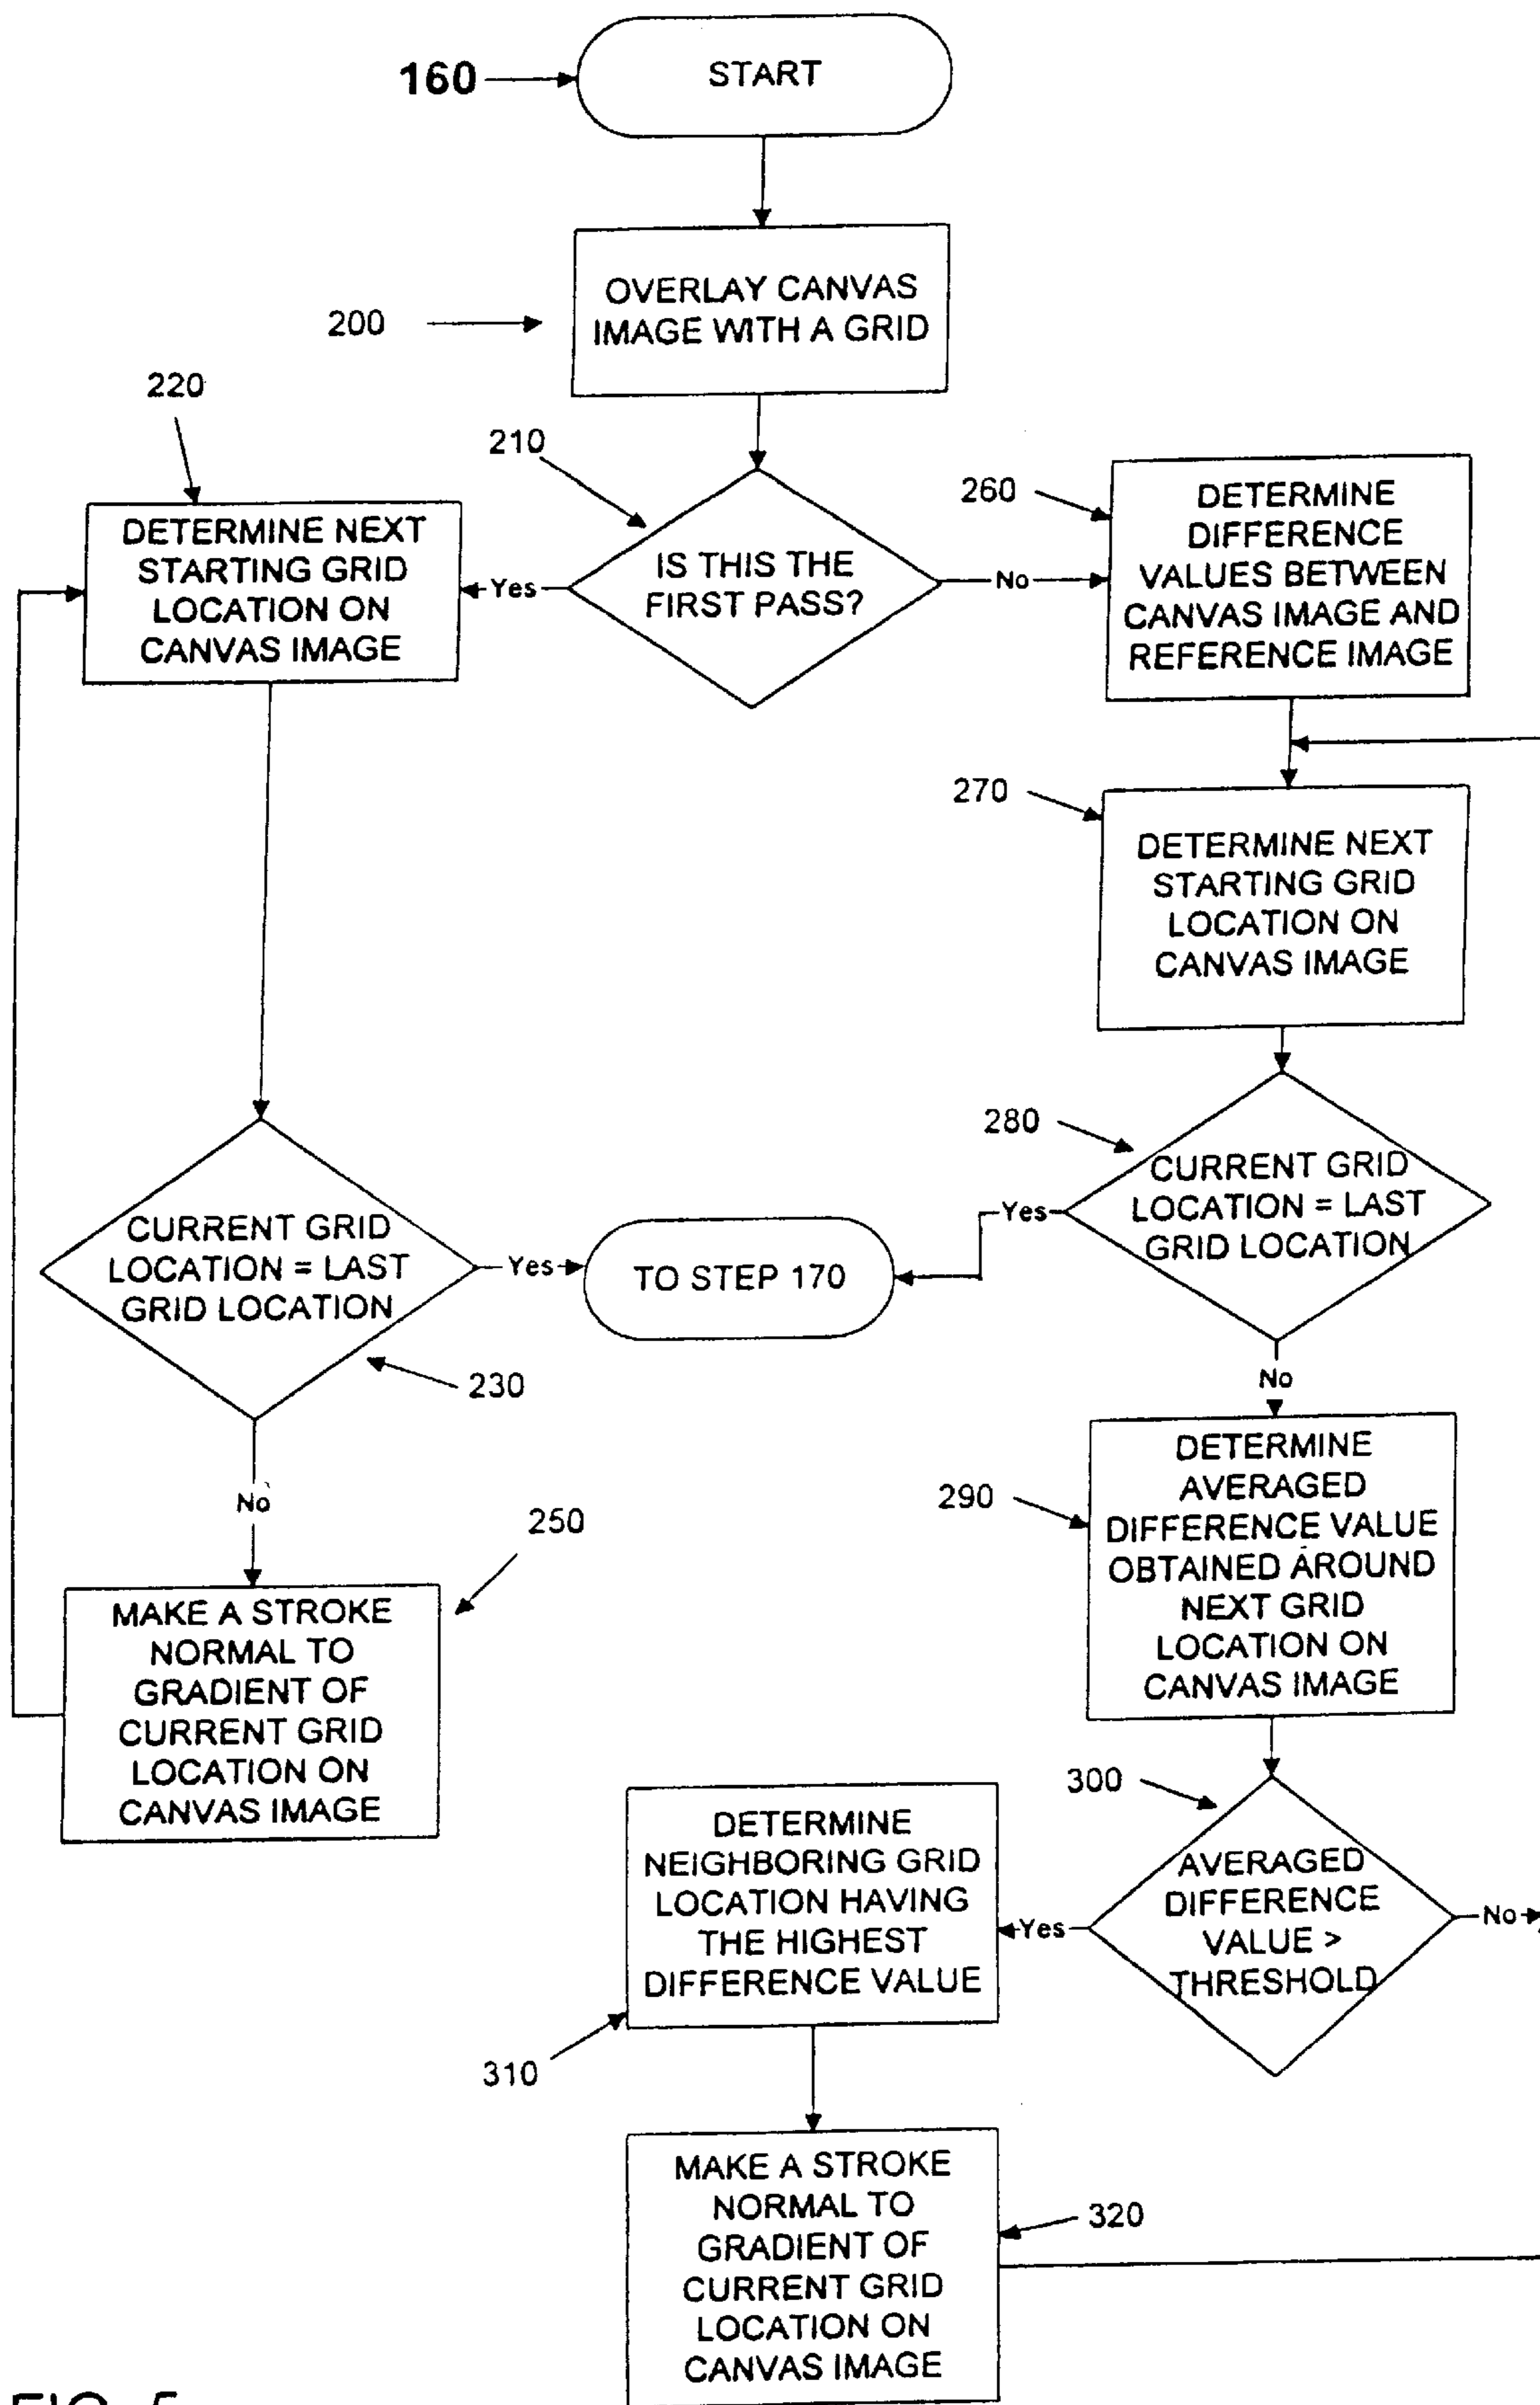 160
START
OVERLAY CANVAS
IMAGE WITH A GRID
200
220
210
260
DETERMINE NEXT
STARTING GRID
LOCATION ON
CANVAS IMAGE
Yes
IS THIS THE
FIRST PASS?
No
DETERMINE
DIFFERENCE
VALUES BETWEEN
CANVAS IMAGE AND
REFERENCE IMAGE
270
DETERMINE NEXT
STARTING GRID
LOCATION ON
CANVAS IMAGE
280
CURRENT GRID
LOCATION = LAST
GRID LOCATION
Yes
CURRENT GRID
LOCATION = LAST
GRID LOCATION
Yes
TO STEP 170
230
No
No
250
290
DETERMINE
AVERAGED
DIFFERENCE VALUE
OBTAINED AROUND
NEXT GRID
LOCATION ON
CANVAS IMAGE
MAKE A STROKE
NORMAL TO
GRADIENT OF
CURRENT GRID
LOCATION ON
CANVAS IMAGE
300
DETERMINE
NEIGHBORING GRID
LOCATION HAVING
THE HIGHEST
DIFFERENCE VALUE
Yes
AVERAGED
DIFFERENCE
VALUE >
THRESHOLD
No
310
MAKE A STROKE
NORMAL TO
GRADIENT OF
CURRENT GRID
LOCATION ON
CANVAS IMAGE
320
FIG. 5